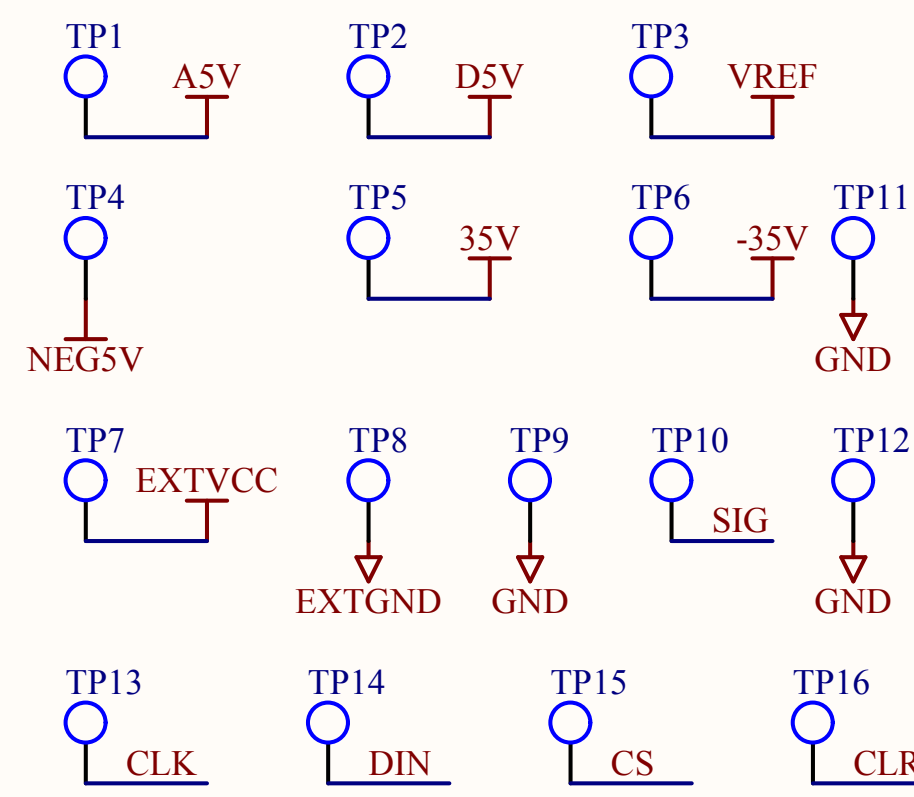 TP1
TP2
TP3
A5V
D5V
VREF
TP4
TP5
TP6
TP11
35V
-35V
NEG5V
GND
TP7
TP8
TP9
TP10
TP12
EXTVCC
SIG
EXTGND
GND
GND
TP13
TP14
TP15
TP16
CLK
DIN
CS
CLR